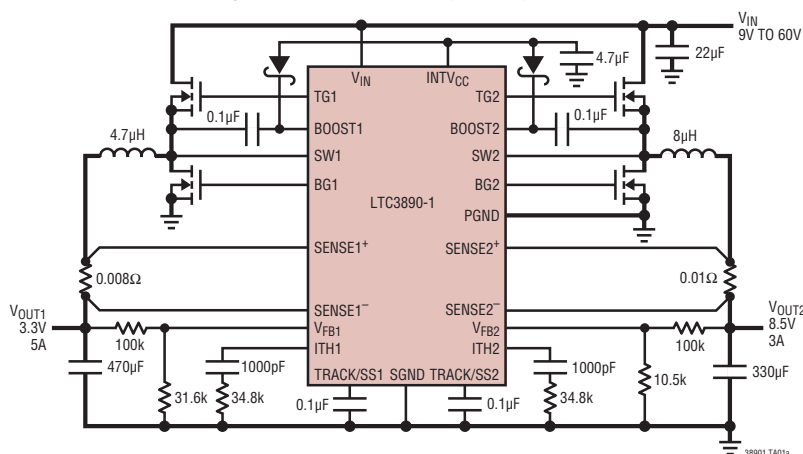 VIN
9V TO 60V
4.7µF
22µF
VIN
INTVCC
TG1
TG2
0.1µF
0.1µF
4.7µH
BOOST1
BOOST2
8µH
SW1
SW2
BG1
BG2
LTC3890-1
PGND
SENSE1+
SENSE2+
0.008Ω
0.01Ω
SENSE1–
SENSE2–
VOUT1
3.3V
5A
VOUT2
8.5V
3A
VFB1
VFB2
100k
100k
ITH1
ITH2
470µF
1000pF
1000pF
330µF
TRACK/SS1
SGND
TRACK/SS2
31.6k
34.8k
0.1µF
0.1µF
34.8k
10.5k
38901 TA01a